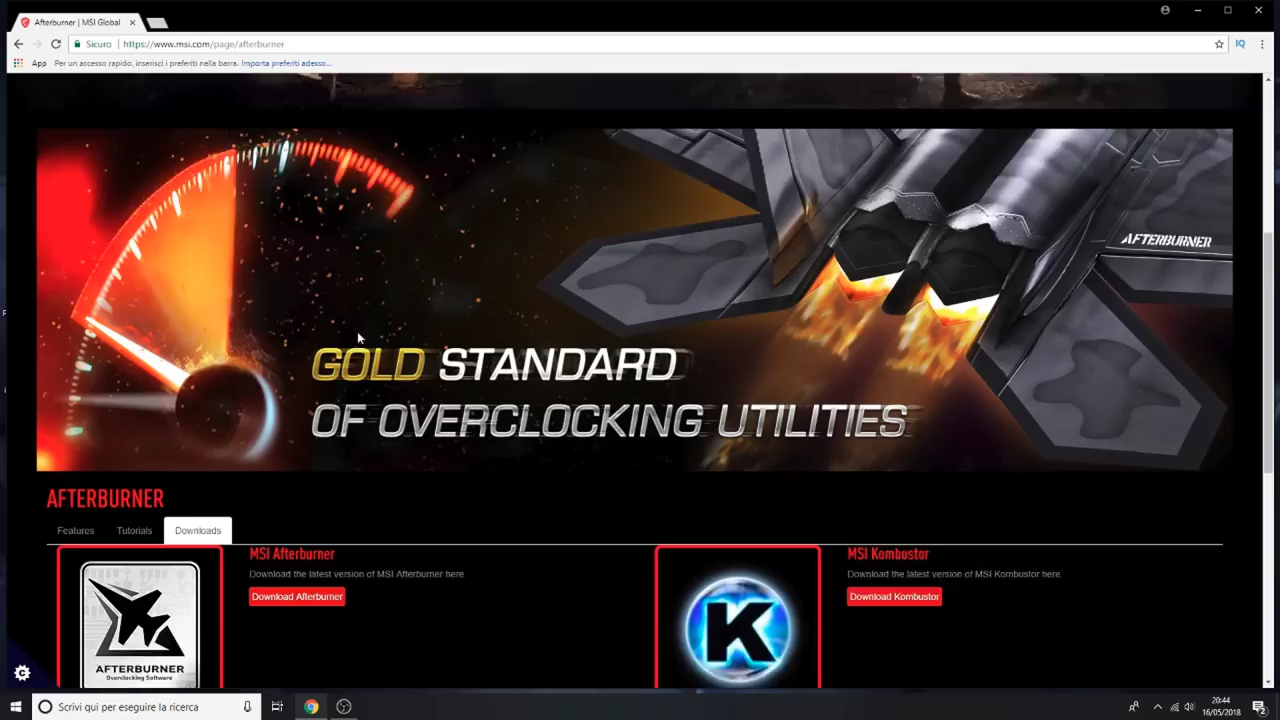 Afterburner | MSI Global
Sicuro
https://www.msi.com/page/afterburner
IQ
App
Per un accesso rapido, inserisci i preferiti nella barra. Importa preferiti adesso...
AFTERBURNER
GOLD STANDARD
OF OVERCLOCKING UTILITIES
AFTERBURNER
Features
Tutorials
Downloads
MSI Afterburner
Download the latest version of MSI Afterburner here.
Download Afterburner
AFTERBURNER
Overclocking Software
MSI Kombustor
Download the latest version of MSI Kombustor here.
Download Kombustor
K
Scrivi qui per eseguire la ricerca
20:44
16/05/2018
2